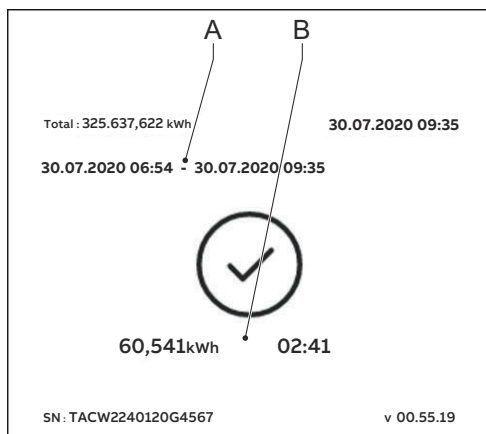 A B
Total : 325.637,622 kWh 30.07.2020 09:35
30.07.2020 06:54 - 30.07.2020 09:35
60,541kWh 02:41
SN: TACW2240120G4567 v 00.55.19